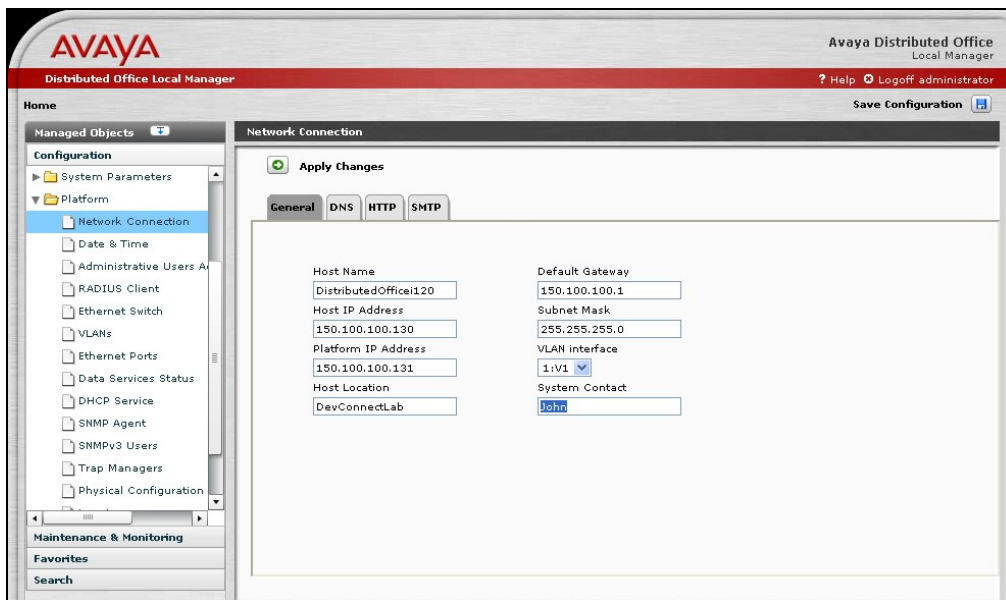 AVAYA
Avaya Distributed Office
Local Manager
Distributed Office Local Manager
? Help Logoff administrator
Home
Save Configuration
Managed Objects
Network Connection
Configuration
Apply Changes
System Parameters
Platform
General DNS HTTP SMTP
Network Connection
Date & Time
Administrative Users A
RADIUS Client
Ethernet Switch
VLANs
Ethernet Ports
Data Services Status
DHCP Service
SNMP Agent
SNMPv3 Users
Trap Managers
Physical Configuration
Host Name
DistributedOfficei120
Host IP Address
150.100.100.130
Platform IP Address
150.100.100.131
Host Location
DevConnectLab
Default Gateway
150.100.100.1
Subnet Mask
255.255.255.0
VLAN interface
1:V1
System Contact
John
Maintenance & Monitoring
Favorites
Search